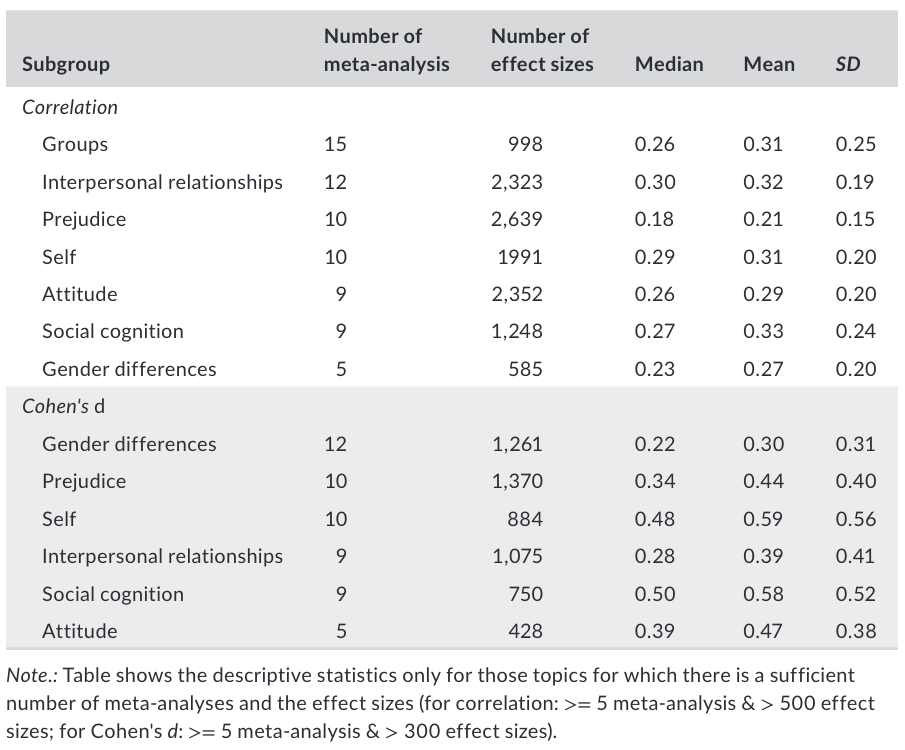 Subgroup Number of meta-analysis Number of effect sizes Median Mean SD
Correlation
Groups 15 998 0.26 0.31 0.25
Interpersonal relationships 12 2,323 0.30 0.32 0.19
Prejudice 10 2,639 0.18 0.21 0.15
Self 10 1991 0.29 0.31 0.20
Attitude 9 2,352 0.26 0.29 0.20
Social cognition 9 1,248 0.27 0.33 0.24
Gender differences 5 585 0.23 0.27 0.20
Cohen's d
Gender differences 12 1,261 0.22 0.30 0.31
Prejudice 10 1,370 0.34 0.44 0.40
Self 10 884 0.48 0.59 0.56
Interpersonal relationships 9 1,075 0.28 0.39 0.41
Social cognition 9 750 0.50 0.58 0.52
Attitude 5 428 0.39 0.47 0.38
Note.: Table shows the descriptive statistics only for those topics for which there is a sufficient
number of meta-analyses and the effect sizes (for correlation: >= 5 meta-analysis & > 500 effect
sizes; for Cohen's d: >= 5 meta-analysis & > 300 effect sizes).